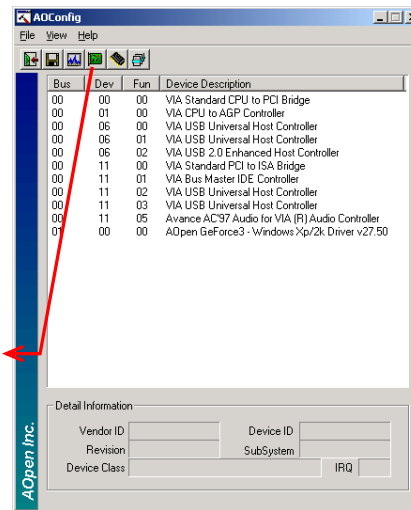 AOConfig
File View Help
Bus Dev Fun Device Description
00 00 00 VIA Standard CPU to PCI Bridge
00 01 00 VIA CPU to AGP Controller
00 06 00 VIA USB Universal Host Controller
00 06 01 VIA USB Universal Host Controller
00 06 02 VIA USB 2.0 Enhanced Host Controller
00 11 00 VIA Standard PCI to ISA Bridge
00 11 01 VIA Bus Master IDE Controller
00 11 02 VIA USB Universal Host Controller
00 11 03 VIA USB Universal Host Controller
00 11 05 Avance AC'97 Audio for VIA (R) Audio Controller
01 00 00 AOpen GeForce3 - Windows Xp/2k Driver v27.50
Detail Information
Vendor ID Device ID
Revision SubSystem
Device Class IRQ
AOpen Inc.